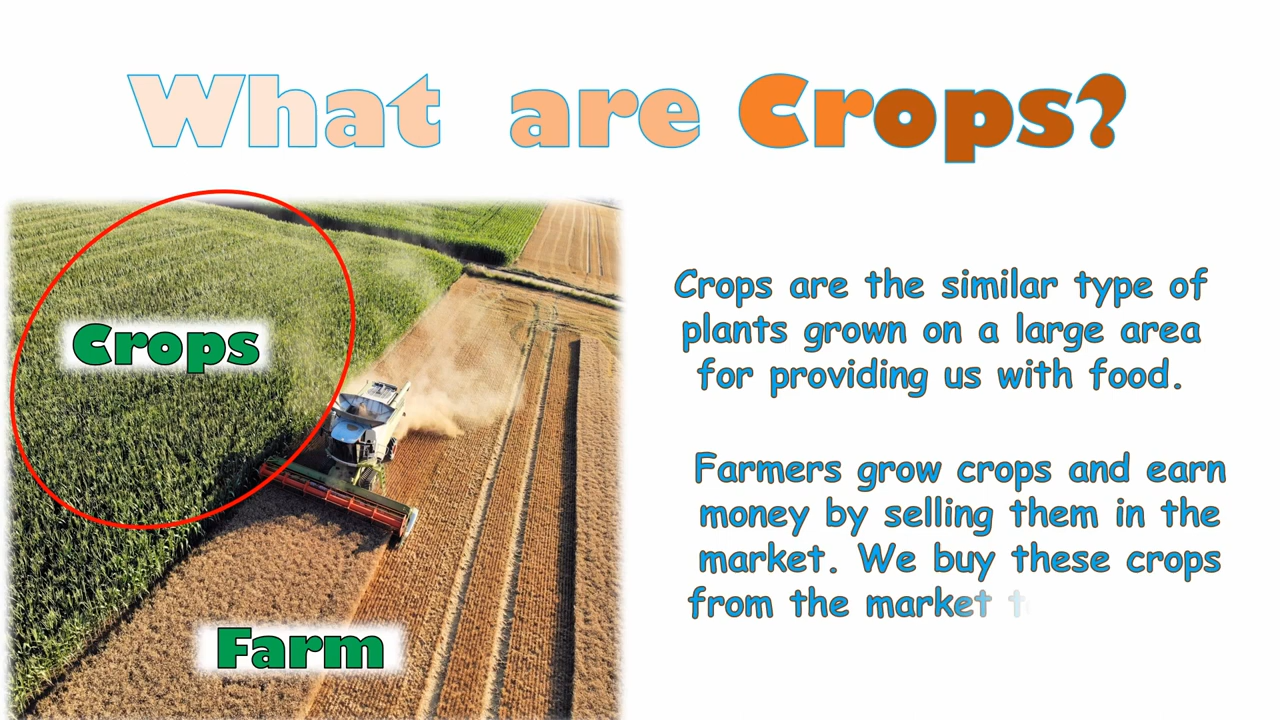 What are Crops?
Crops
Farm
Crops are the similar type of
plants grown on a large area
for providing us with food.
Farmers grow crops and earn
money by selling them in the
market. We buy these crops
from the market